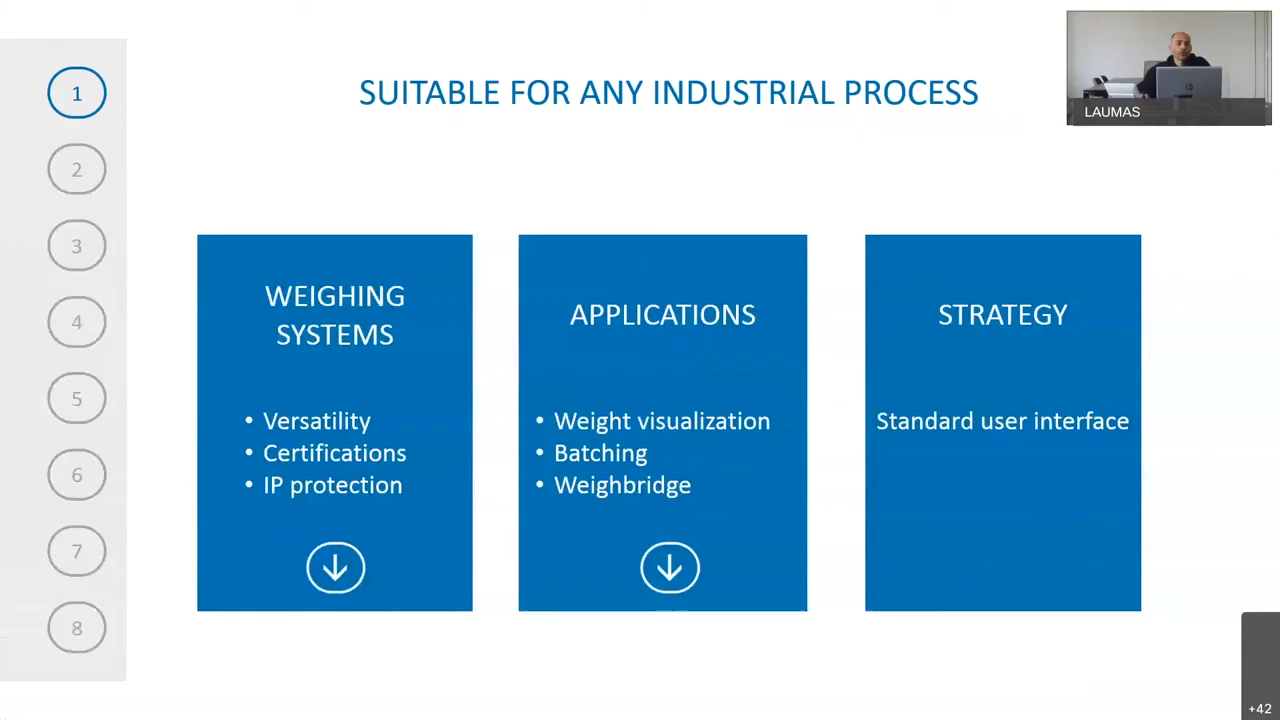 SUITABLE FOR ANY INDUSTRIAL PROCESS
LAUMAS
1
2
3
4
5
6
7
8
WEIGHING
SYSTEMS
• Versatility
• Certifications
• IP protection
APPLICATIONS
• Weight visualization
• Batching
• Weighbridge
STRATEGY
Standard user interface
+42